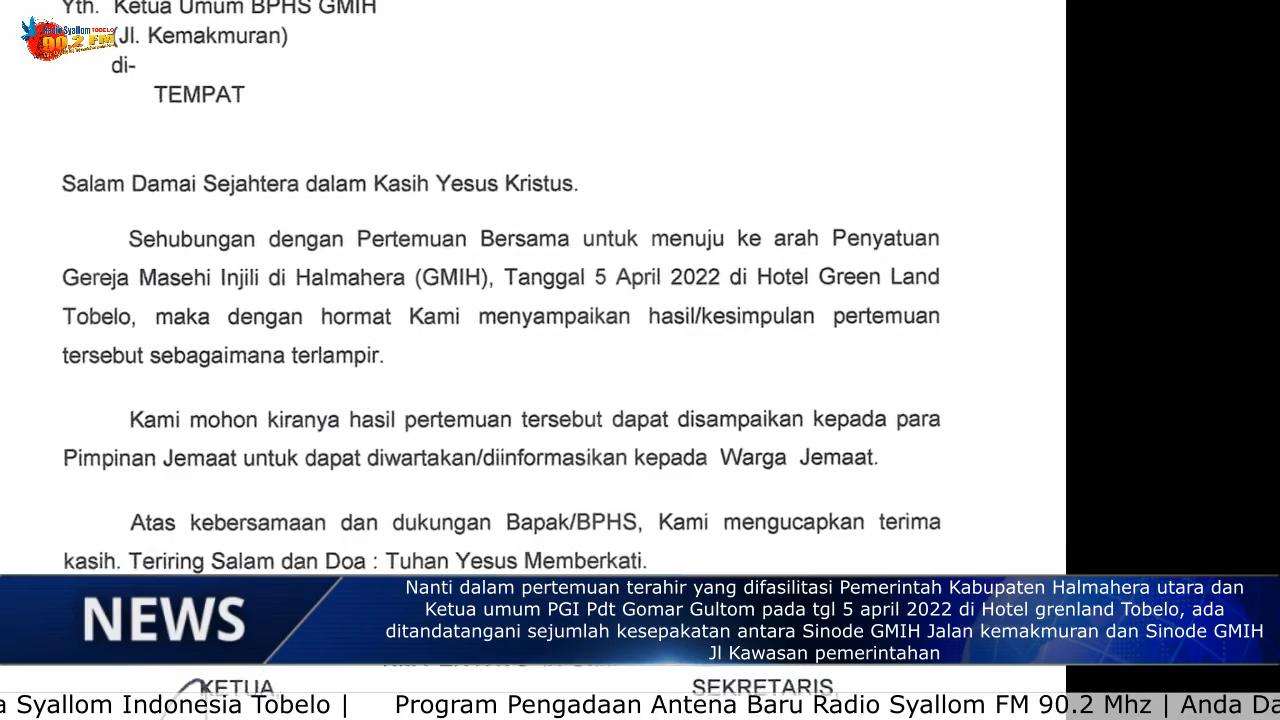 Yth. Ketua Umum BPHS GMIH
Radio Syallom TOBELO
(Jl. Kemakmuran)
90.2 FM
di-
TEMPAT
Salam Damai Sejahtera dalam Kasih Yesus Kristus.
Sehubungan dengan Pertemuan Bersama untuk menuju ke arah Penyatuan
Gereja Masehi Injili di Halmahera (GMIH), Tanggal 5 April 2022 di Hotel Green Land
Tobelo, maka dengan hormat Kami menyampaikan hasil/kesimpulan pertemuan
tersebut sebagaimana terlampir.
Kami mohon kiranya hasil pertemuan tersebut dapat disampaikan kepada para
Pimpinan Jemaat untuk dapat diwartakan/diinformasikan kepada Warga Jemaat.
Atas kebersamaan dan dukungan Bapak/BPHS, Kami mengucapkan terima
kasih. Teriring Salam dan Doa : Tuhan Yesus Memberkati.
NEWS
Nanti dalam pertemuan terahir yang difasilitasi Pemerintah Kabupaten Halmahera utara dan
Ketua umum PGI Pdt Gomar Gultom pada tgl 5 april 2022 di Hotel grenland Tobelo, ada
ditandatangani sejumlah kesepakatan antara Sinode GMIH Jalan kemakmuran dan Sinode GMIH
Jl Kawasan pemerintahan
KETUA, SEKRETARIS,
a Syallom Indonesia Tobelo | Program Pengadaan Antena Baru Radio Syallom FM 90.2 Mhz | Anda Da